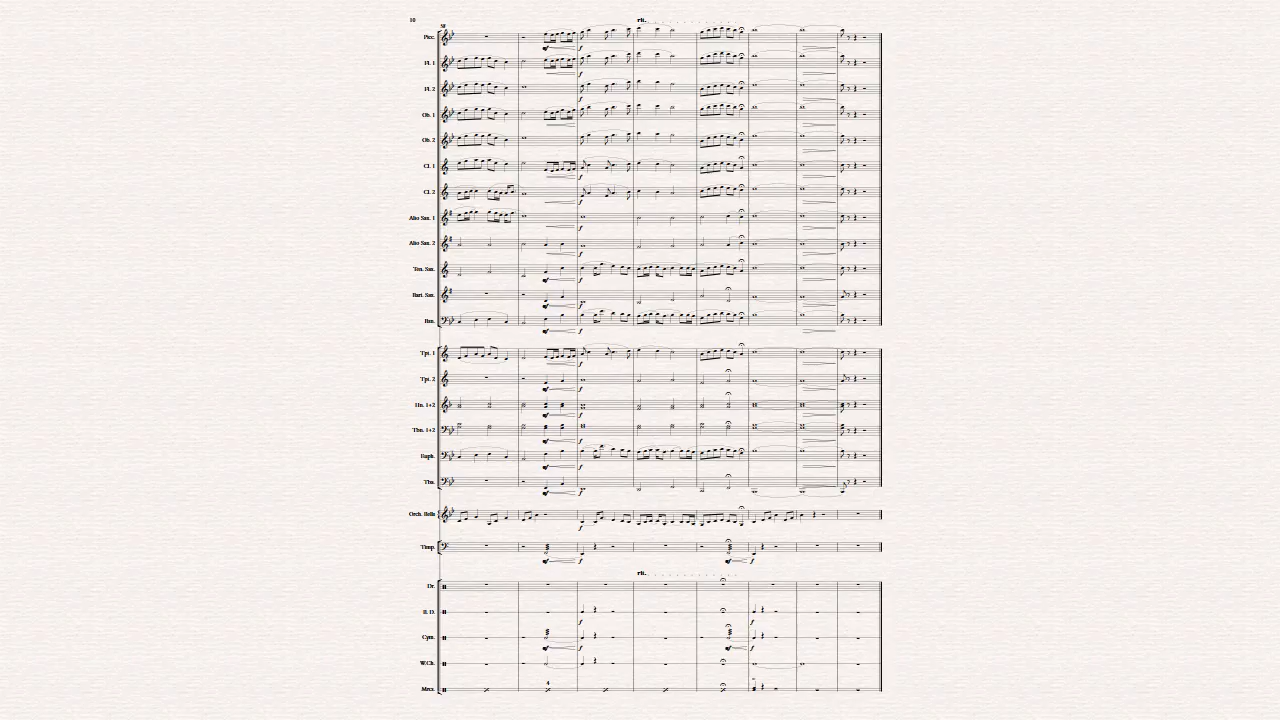 10
rit.
Picc.
Fl. 1
Fl. 2
Ob. 1
Ob. 2
Cl. 1
Cl. 2
Alto Sax. 1
Alto Sax. 2
Ten. Sax.
Bari. Sax.
Bsn.
Tpt. 1
Tpt. 2
Hn. 1+2
Tbn. 1+2
Euph.
Tba.
Orch. Bells
Timp.
rit.
Dr.
B. D.
Cym.
W.Ch.
4